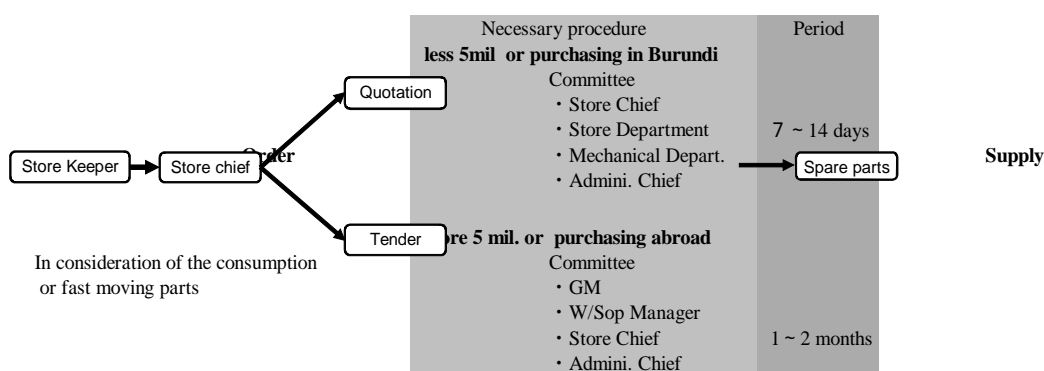 Necessary procedure Period
less 5mil or purchasing in Burundi
Committee
Quotation
・Store Chief
・Store Department 7 ~ 14 days
Order Supply
・Mechanical Depart.
Store Keeper Store chief Spare parts
・Admini. Chief
Tender
ore 5 mil. or purchasing abroad
In consideration of the consumption
or fast moving parts
Committee
・GM
・W/Sop Manager
・Store Chief 1 ~ 2 months
・Admini. Chief